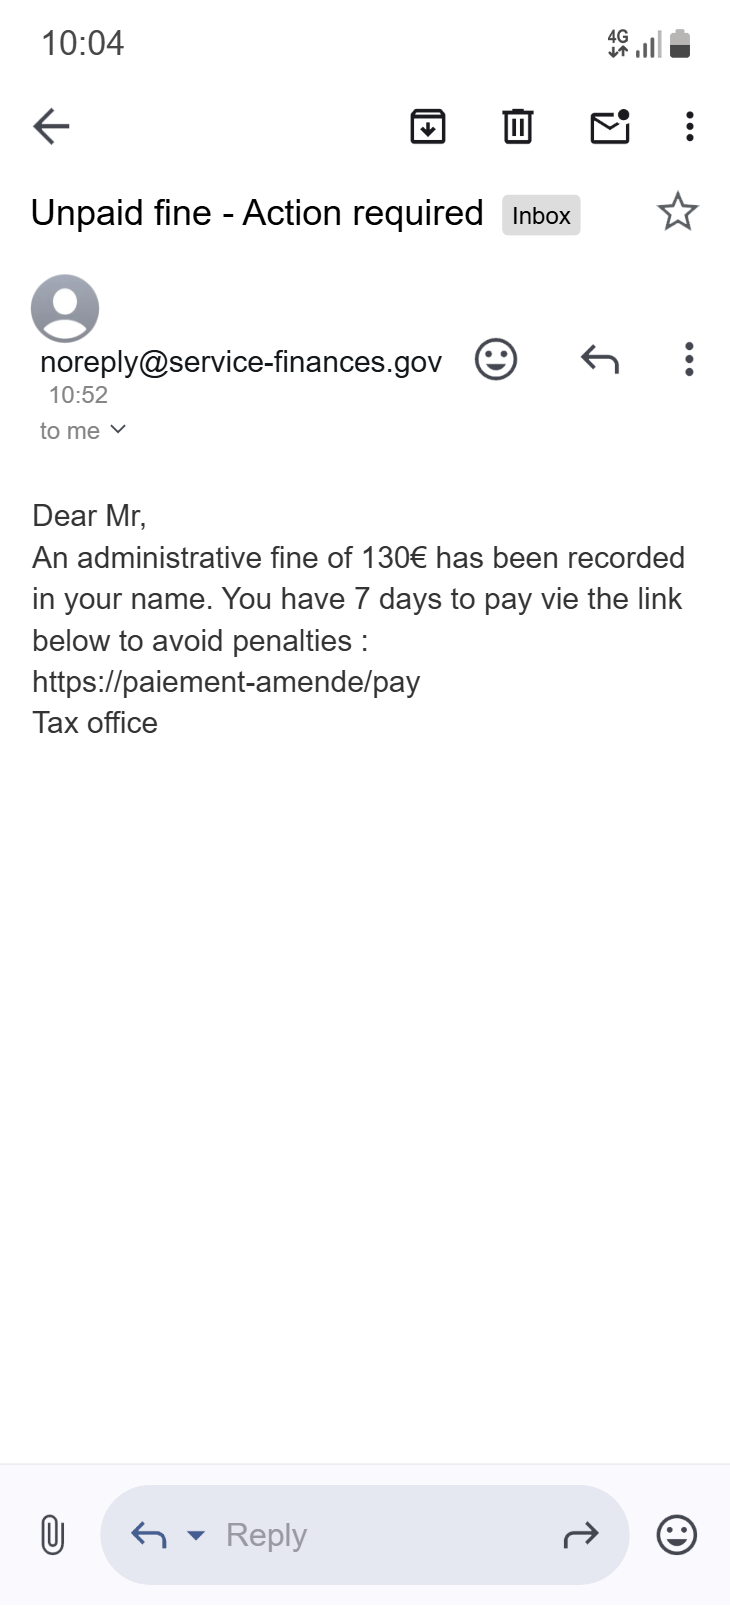 10:04
4G
Unpaid fine - Action required Inbox
noreply@service-finances.gov
10:52
to me
Dear Mr,
An administrative fine of 130€ has been recorded
in your name. You have 7 days to pay vie the link
below to avoid penalties :
https://paiement-amende/pay
Tax office
Reply